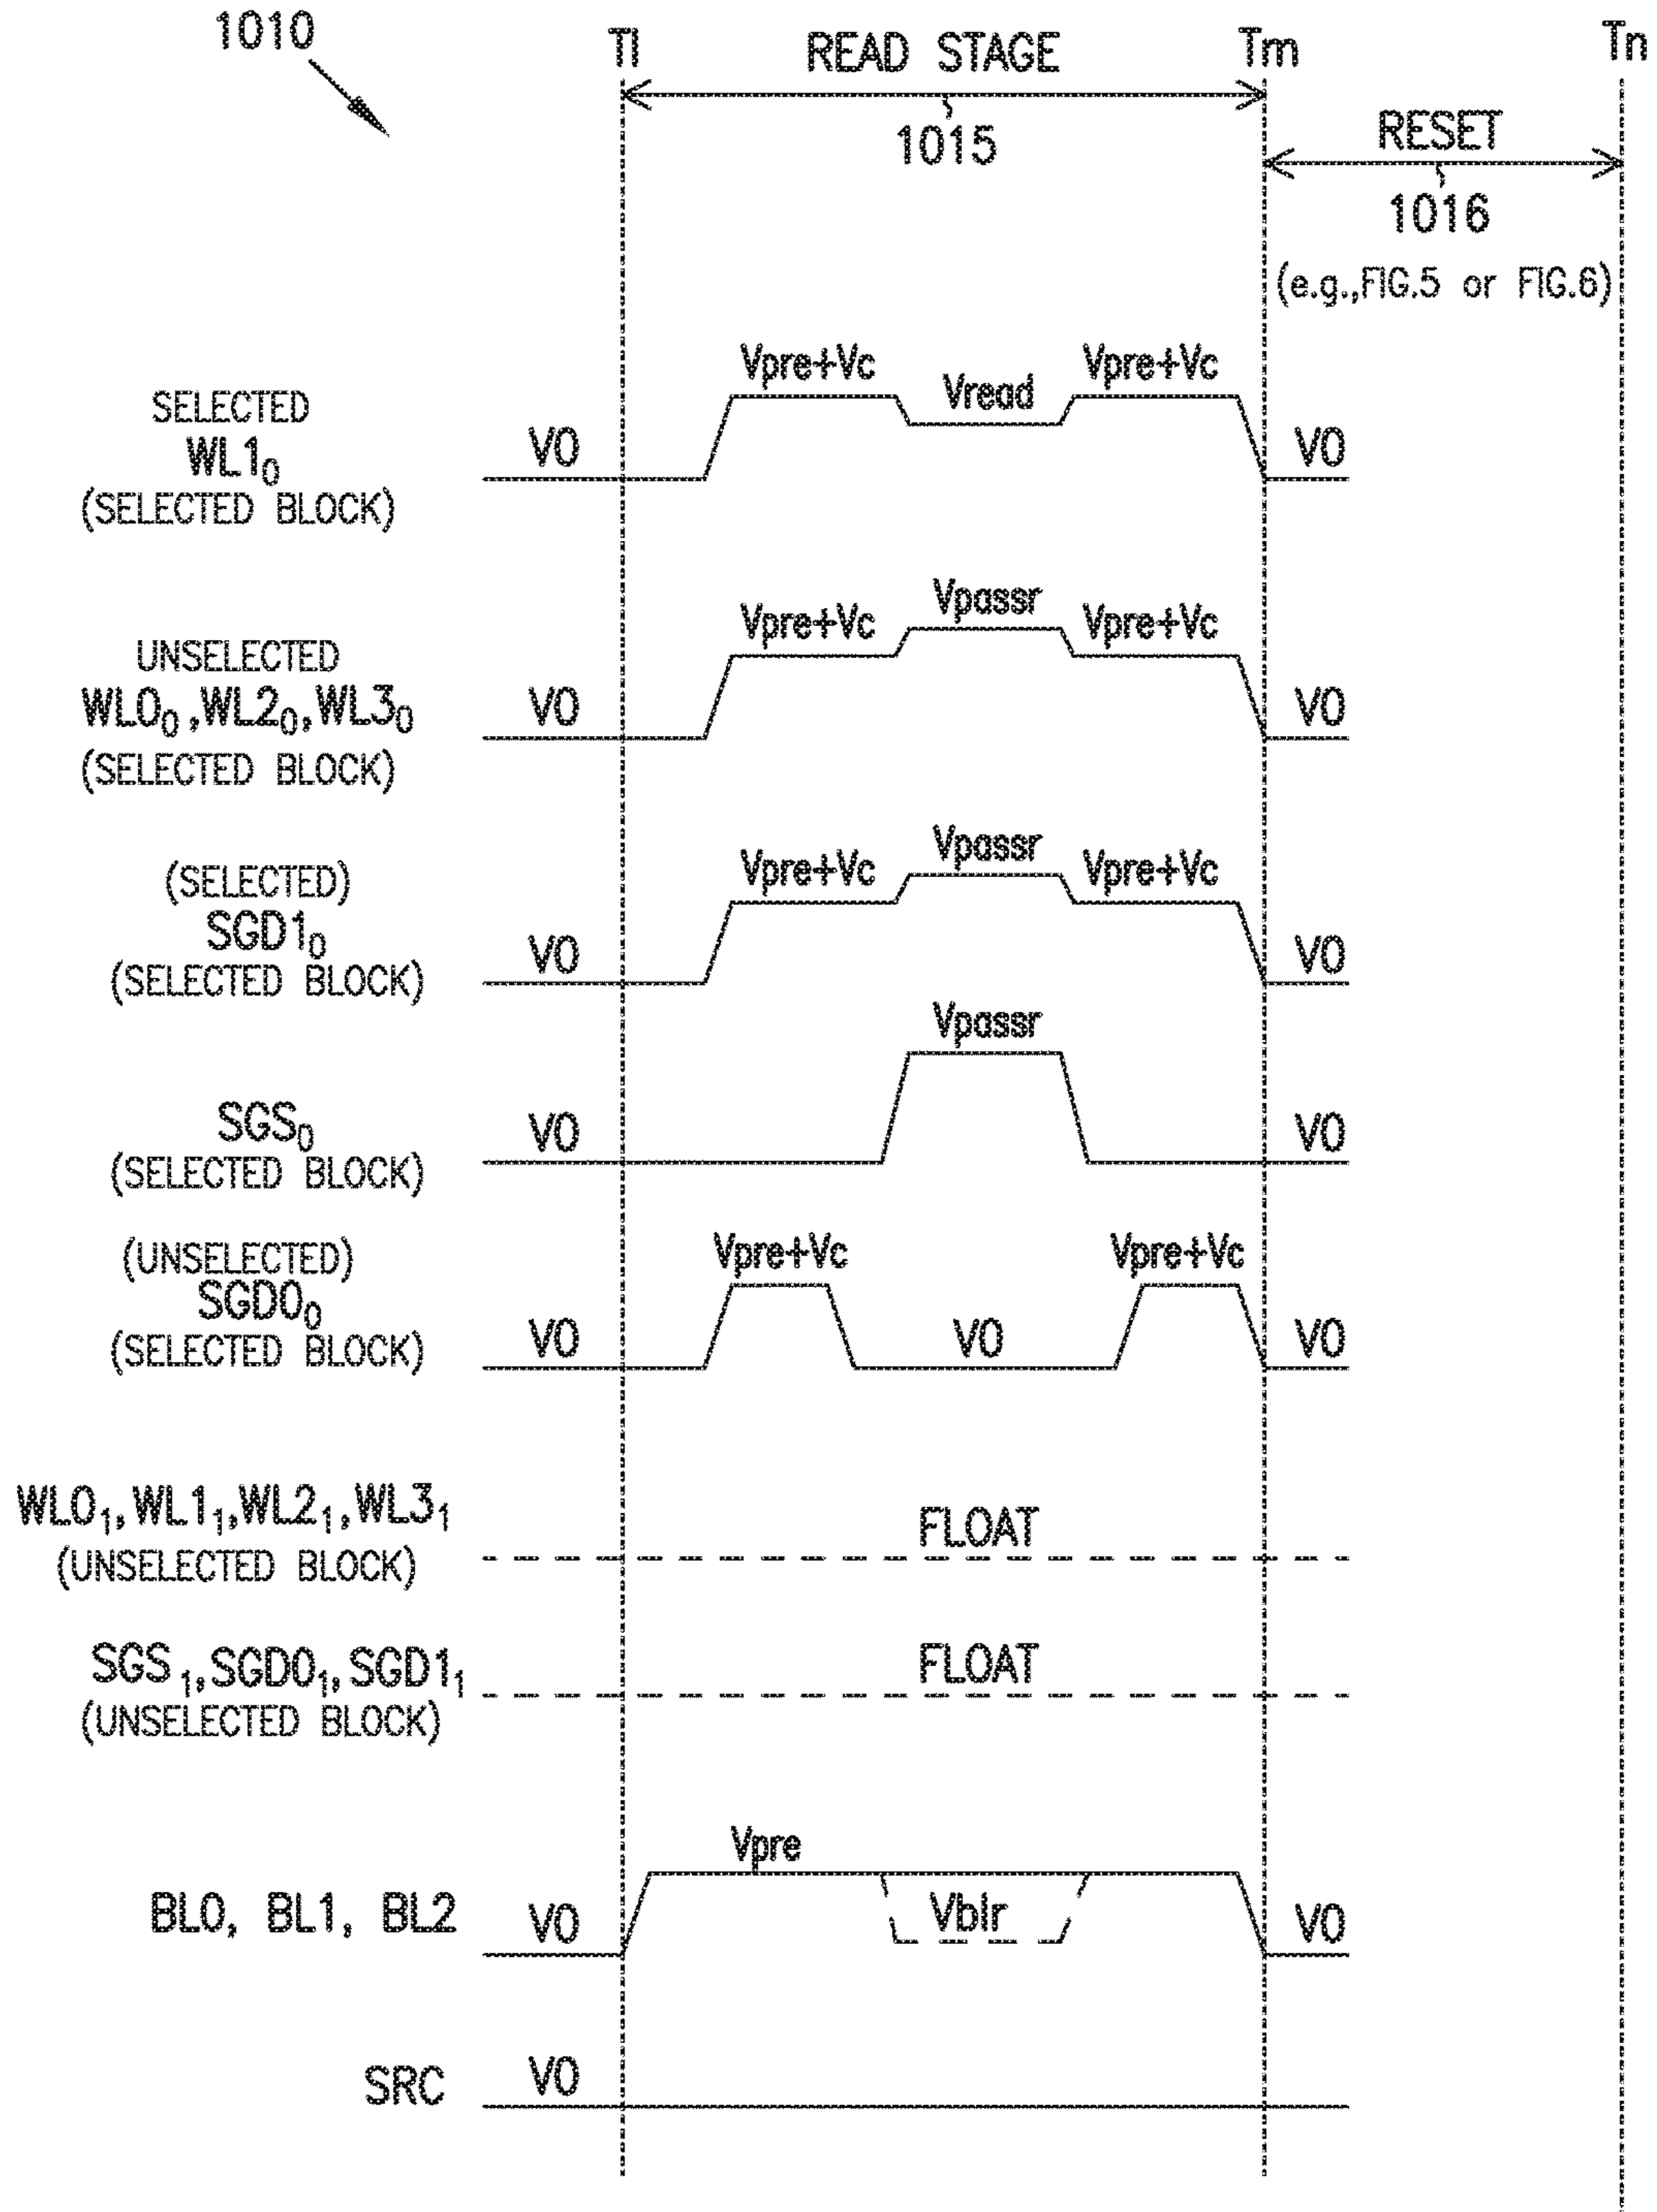 1010
Tl
READ STAGE
Tm
Tn
1015
RESET
1016
(e.g.,FIG.5 or FIG.6)
Vpre+Vc
Vread
Vpre+Vc
SELECTED
WL1₀
(SELECTED BLOCK)
V0
V0
Vpassr
Vpre+Vc
Vpre+Vc
UNSELECTED
WL0₀,WL2₀,WL3₀
(SELECTED BLOCK)
V0
V0
Vpassr
Vpre+Vc
Vpre+Vc
(SELECTED)
SGD1₀
(SELECTED BLOCK)
V0
V0
Vpassr
SGS₀
(SELECTED BLOCK)
V0
V0
Vpre+Vc
Vpre+Vc
(UNSELECTED)
SGD0₀
(SELECTED BLOCK)
V0
V0
V0
WL0₁,WL1₁,WL2₁,WL3₁
(UNSELECTED BLOCK)
FLOAT
SGS₁,SGD0₁,SGD1₁
(UNSELECTED BLOCK)
FLOAT
Vpre
BL0, BL1, BL2
V0
Vblr
V0
SRC
V0